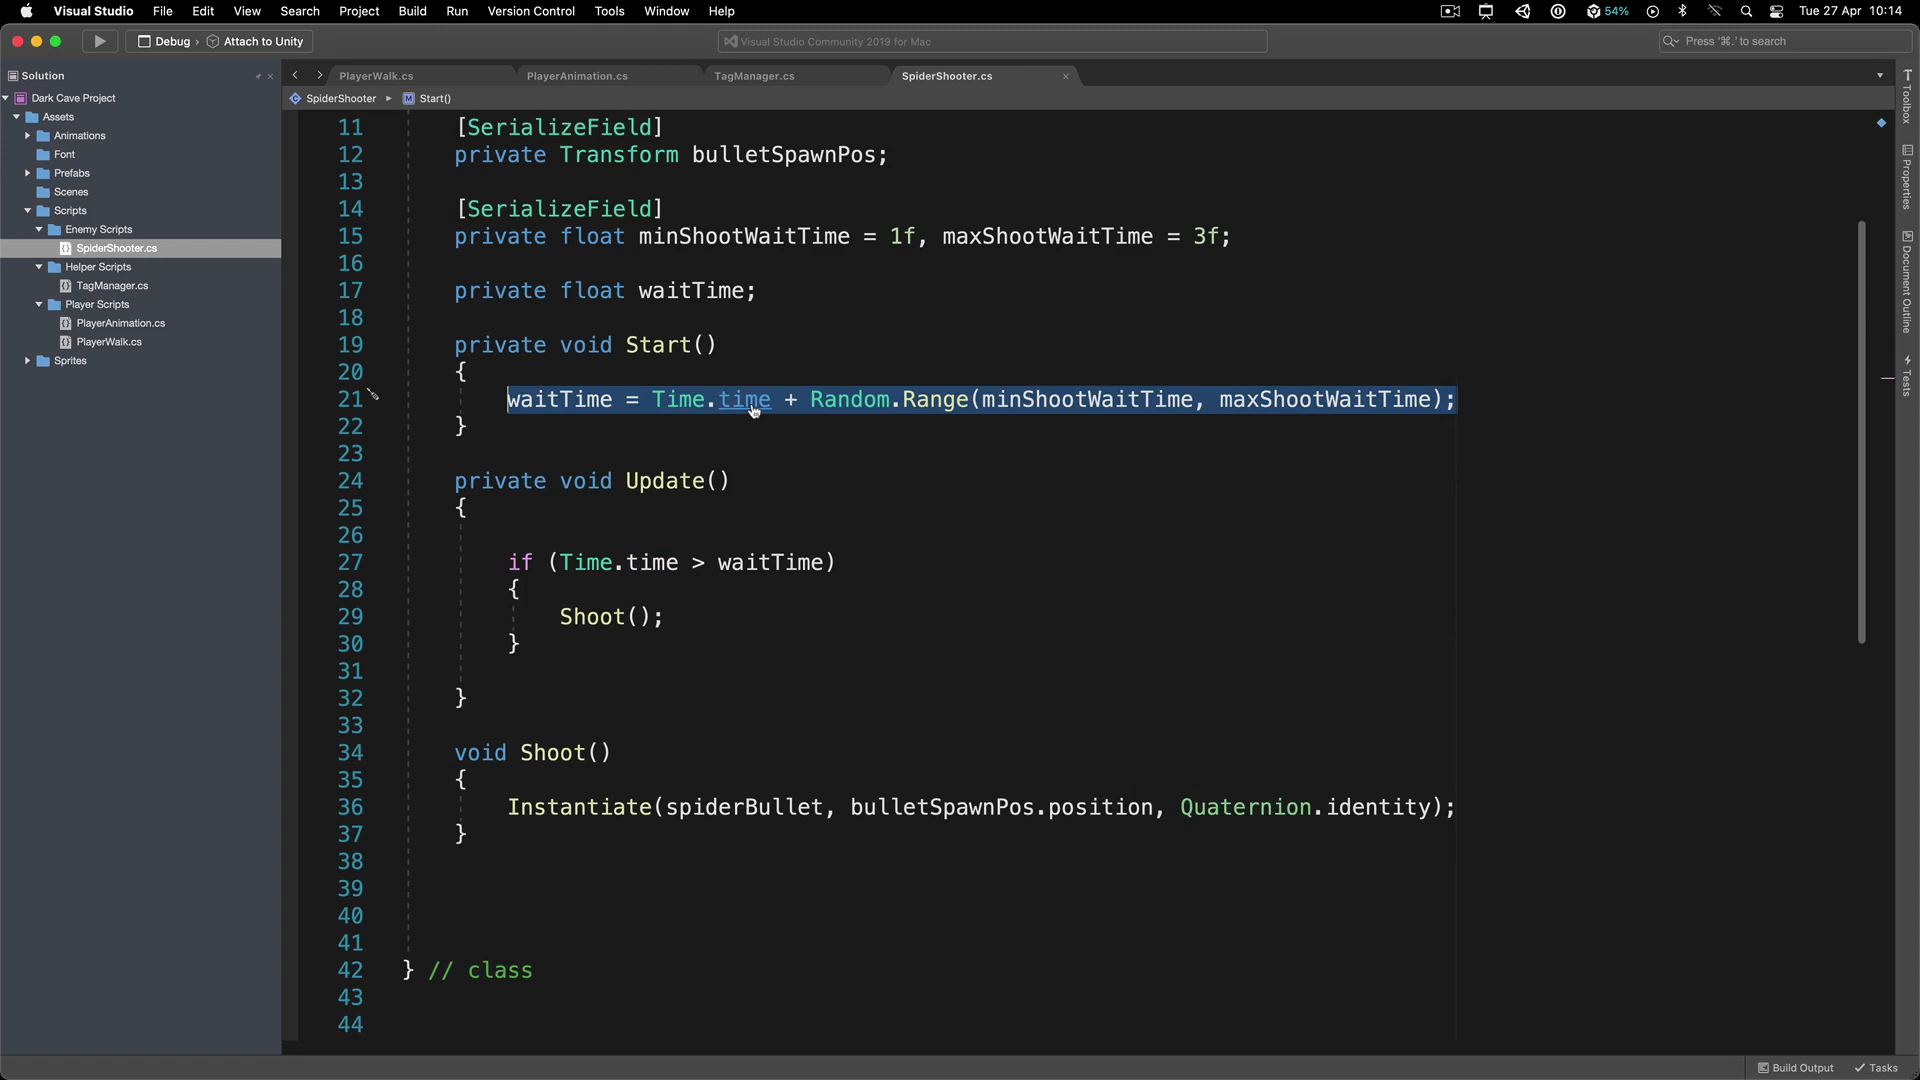 Visual Studio File Edit View Search Project Build Run Version Control Tools Window Help 54% Tue 27 Apr 10:14
Debug › Attach to Unity Visual Studio Community 2019 for Mac Press '⌘.' to search
Solution
PlayerWalk.cs PlayerAnimation.cs TagManager.cs SpiderShooter.cs
SpiderShooter Start()
Dark Cave Project
Assets
Animations
Font
Prefabs
Scenes
Scripts
Enemy Scripts
SpiderShooter.cs
Helper Scripts
TagManager.cs
Player Scripts
PlayerAnimation.cs
PlayerWalk.cs
Sprites
11 [SerializeField]
12 private Transform bulletSpawnPos;
13
14 [SerializeField]
15 private float minShootWaitTime = 1f, maxShootWaitTime = 3f;
16
17 private float waitTime;
18
19 private void Start()
20 {
21 waitTime = Time.time + Random.Range(minShootWaitTime, maxShootWaitTime);
22 }
23
24 private void Update()
25 {
26
27 if (Time.time > waitTime)
28 {
29 Shoot();
30 }
31
32 }
33
34 void Shoot()
35 {
36 Instantiate(spiderBullet, bulletSpawnPos.position, Quaternion.identity);
37 }
38
39
40
41
42 } // class
43
44
Toolbox
Properties
Document Outline
Tests
Build Output Tasks